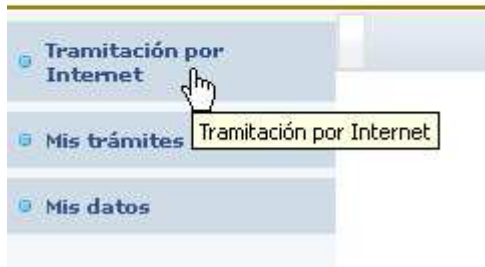 Tramitación por
Internet
Mis trámites
Tramitación por Internet
Mis datos